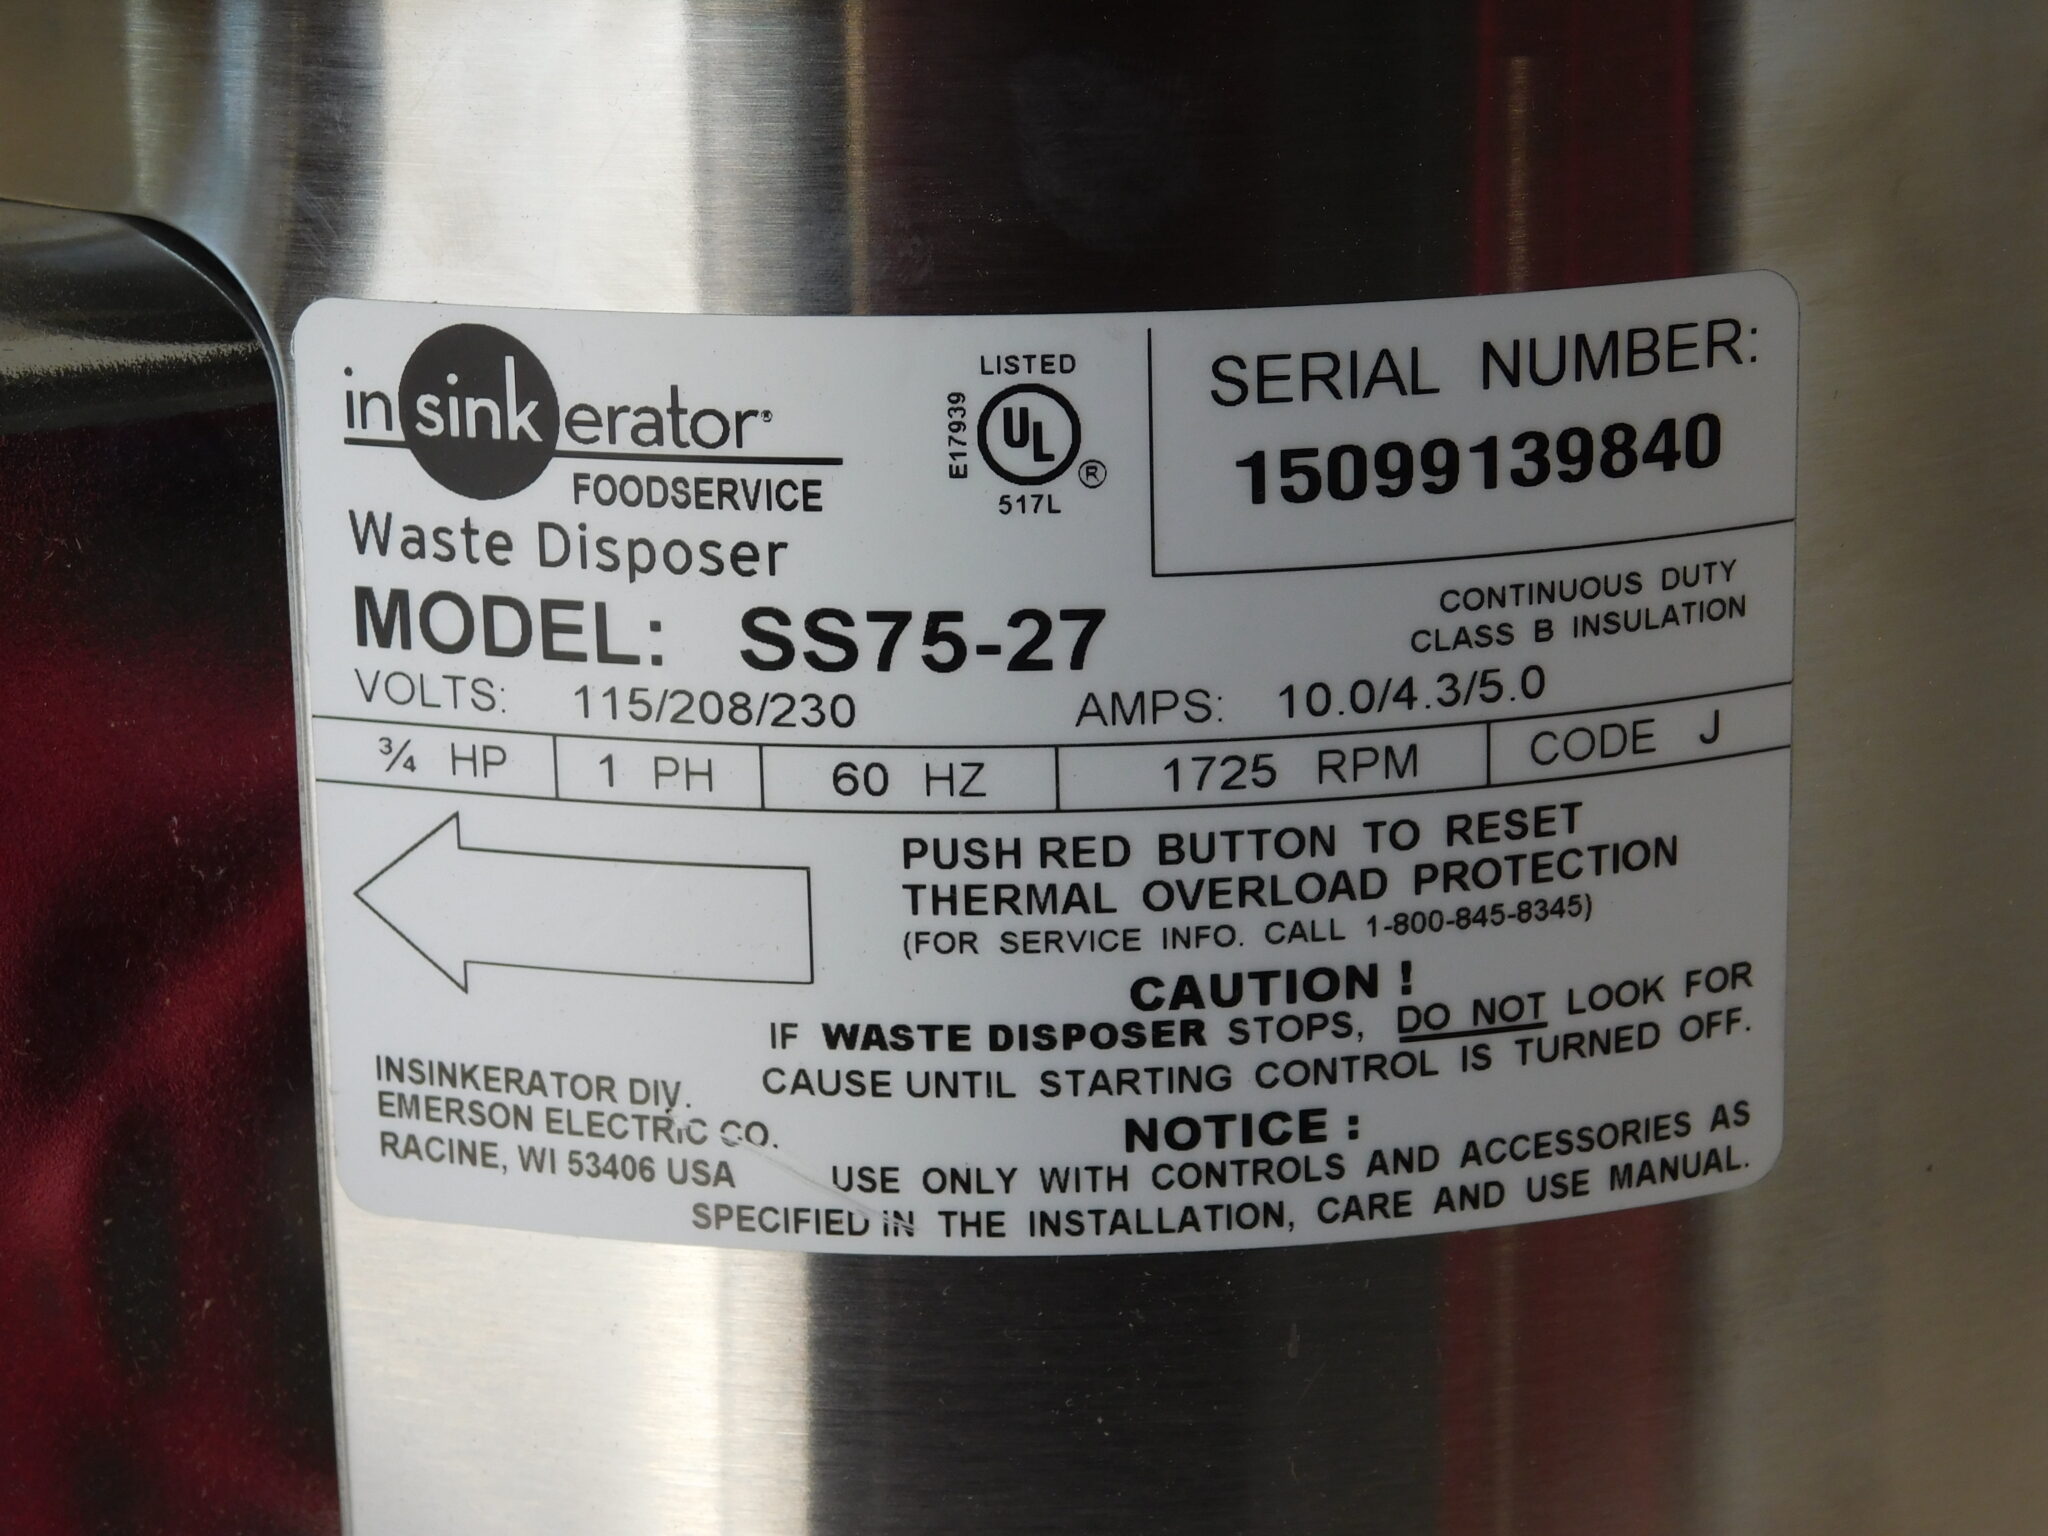 insinkerator®
FOODSERVICE
Waste Disposer
LISTED
E17939
UL
®
517L
SERIAL NUMBER:
15099139840
MODEL: SS75-27
CONTINUOUS DUTY
CLASS B INSULATION
VOLTS: 115/208/230 AMPS: 10.0/4.3/5.0
¾ HP 1 PH 60 HZ 1725 RPM CODE J
PUSH RED BUTTON TO RESET
THERMAL OVERLOAD PROTECTION
(FOR SERVICE INFO. CALL 1-800-845-8345)
CAUTION !
IF WASTE DISPOSER STOPS, DO NOT LOOK FOR
CAUSE UNTIL STARTING CONTROL IS TURNED OFF.
INSINKERATOR DIV.
EMERSON ELECTRIC CO.
RACINE, WI 53406 USA
NOTICE :
USE ONLY WITH CONTROLS AND ACCESSORIES AS
SPECIFIED IN THE INSTALLATION, CARE AND USE MANUAL.